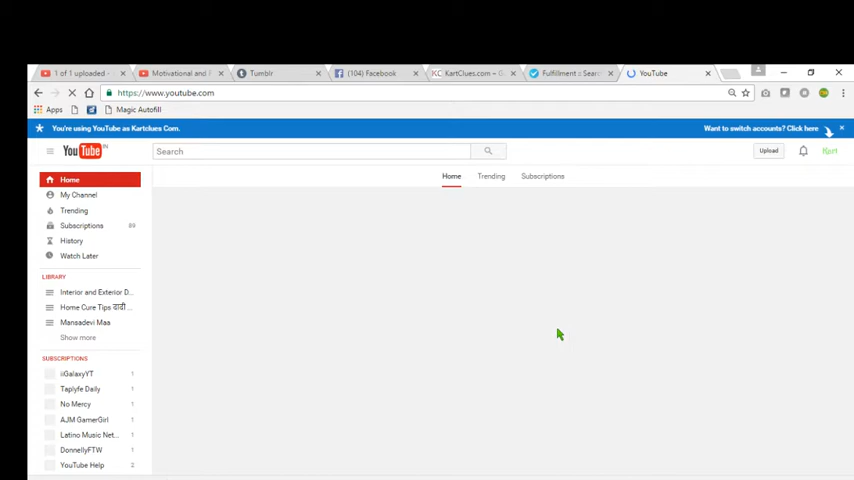 1 of 1 uploaded -
Motivational and
Tumblr
(104) Facebook
KartClues.com – G
Fulfillment :: Searc
YouTube
https://www.youtube.com
Apps
Magic Autofill
You're using YouTube as Kartclues Com.
Want to switch accounts? Click here
YouTube IN
Search
Upload
Kart
Home
Trending
Subscriptions
Home
My Channel
Trending
Subscriptions 89
History
Watch Later
LIBRARY
Interior and Exterior D...
Home Cure Tips दादी ...
Mansadevi Maa
Show more
SUBSCRIPTIONS
iiGalaxyYT 1
Taplyfe Daily 1
No Mercy 1
AJM GamerGirl 1
Latino Music Net... 1
DonnellyFTW 1
YouTube Help 2